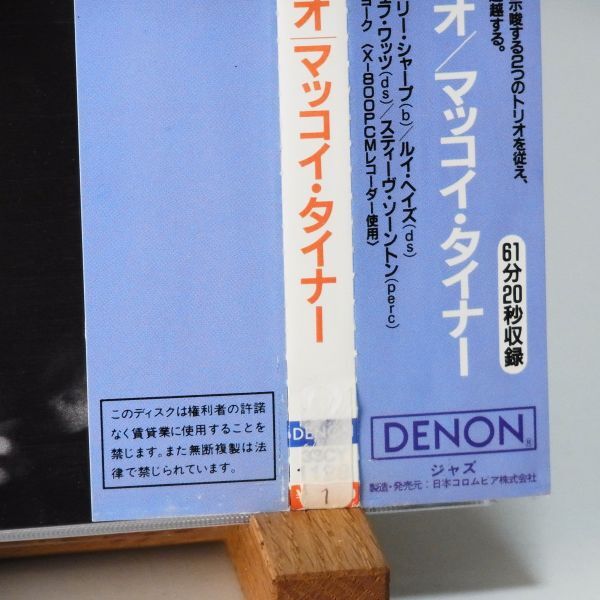 示唆する2つのトリオを従え、
越する。
オ/マッコイ・タイナー
リー・シャープ(b)/ルイ・ヘイズ(ds)
フ・ワッツ(ds)/スティーヴ・ソーントン(perc)
ヨーク〈X-800PCMレコーダー使用〉
61分20秒収録
DENON®
ジャズ
製造・発売元:日本コロムビア株式会社
オ|マッコイ・タイナー
DENON
33CY
1
このディスクは権利者の許諾
なく賃貸業に使用することを
禁じます。また無断複製は法
律で禁じられています。